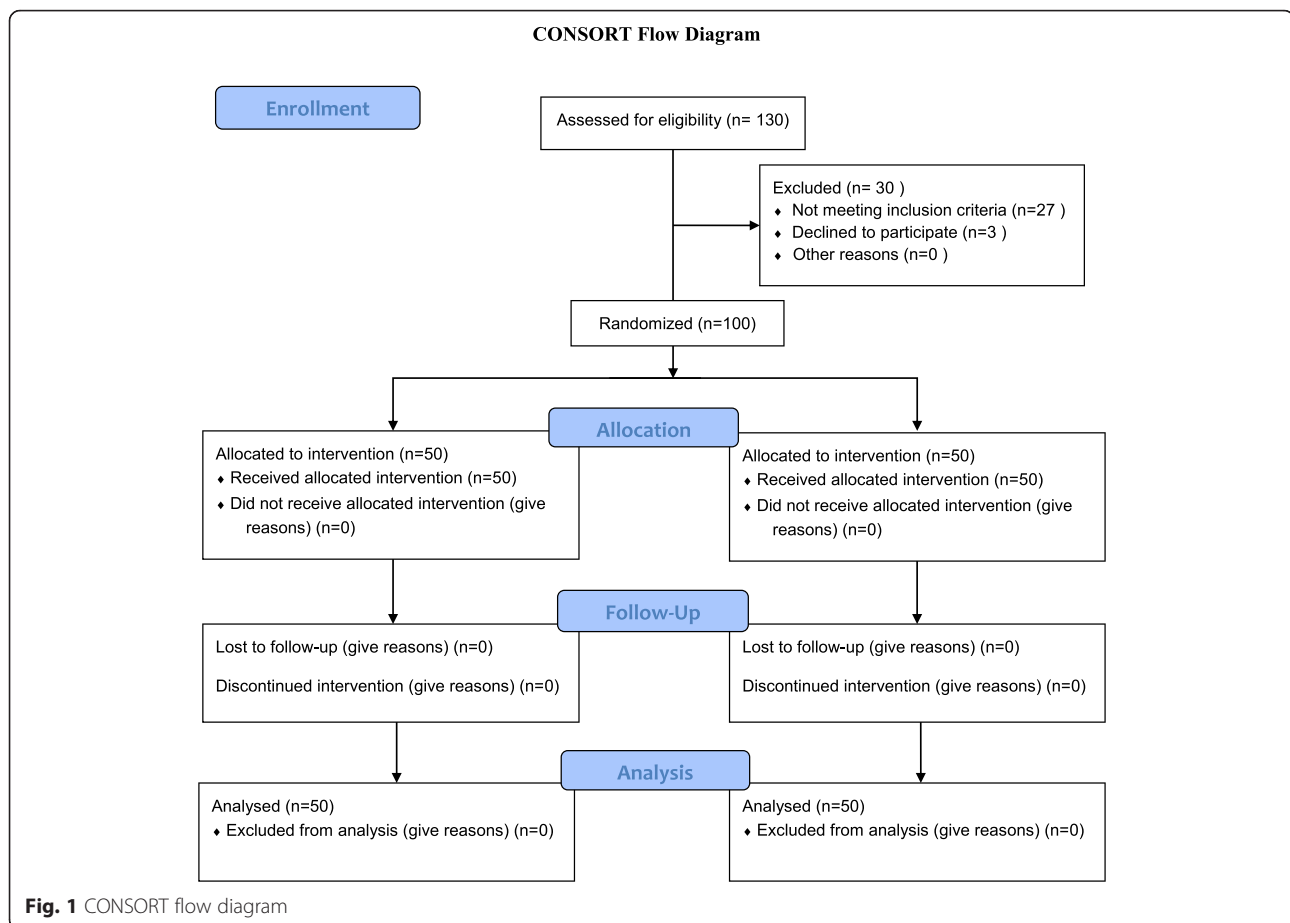 CONSORT Flow Diagram
Enrollment
Assessed for eligibility (n= 130)
Excluded (n= 30 )
♦ Not meeting inclusion criteria (n=27 )
♦ Declined to participate (n=3 )
♦ Other reasons (n=0 )
Randomized (n=100)
Allocation
Allocated to intervention (n=50)
♦ Received allocated intervention (n=50)
♦ Did not receive allocated intervention (give
reasons) (n=0)
Allocated to intervention (n=50)
♦ Received allocated intervention (n=50)
♦ Did not receive allocated intervention (give
reasons) (n=0)
Follow-Up
Lost to follow-up (give reasons) (n=0)
Discontinued intervention (give reasons) (n=0)
Lost to follow-up (give reasons) (n=0)
Discontinued intervention (give reasons) (n=0)
Analysis
Analysed (n=50)
♦ Excluded from analysis (give reasons) (n=0)
Analysed (n=50)
♦ Excluded from analysis (give reasons) (n=0)
Fig. 1 CONSORT flow diagram